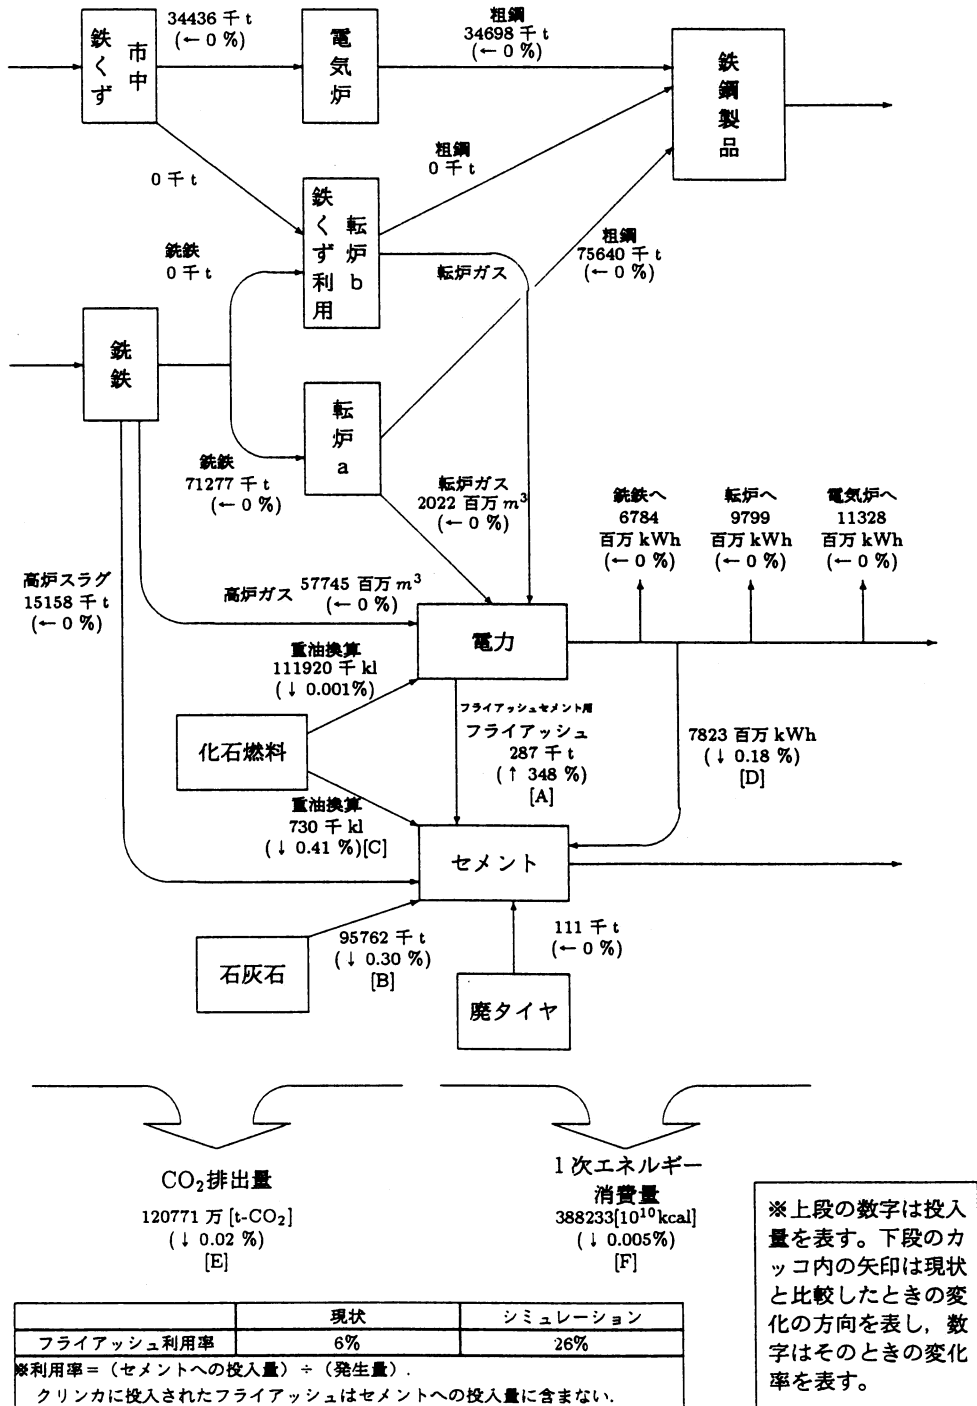 34436 千 t
(← 0 %)
鉄くず
市中
電気炉
粗鋼
34698 千 t
(← 0 %)
鉄鋼製品
0 千 t
粗鋼
0 千 t
鉄くず利用
転炉b
銑鉄
0 千 t
転炉ガス
粗鋼
75640 千 t
(← 0 %)
銑鉄
転炉a
銑鉄
71277 千 t
(← 0 %)
転炉ガス
2022 百万 m³
(← 0 %)
銑鉄へ
6784
百万 kWh
(← 0 %)
転炉へ
9799
百万 kWh
(← 0 %)
電気炉へ
11328
百万 kWh
(← 0 %)
高炉スラグ
15158 千 t
(← 0 %)
高炉ガス 57745 百万 m³
(← 0 %)
電力
重油換算
111920 千 kl
(↓ 0.001%)
化石燃料
フライアッシュセメント用
フライアッシュ
287 千 t
(↑ 348 %)
[A]
7823 百万 kWh
(↓ 0.18 %)
[D]
重油換算
730 千 kl
(↓ 0.41 %)[C]
セメント
石灰石
95762 千 t
(↓ 0.30 %)
[B]
111 千 t
(← 0 %)
廃タイヤ
CO₂排出量
120771 万 [t-CO₂]
(↓ 0.02 %)
[E]
1 次エネルギー
消費量
388233[10¹⁰kcal]
(↓ 0.005%)
[F]
※上段の数字は投入
量を表す。下段のカ
ッコ内の矢印は現状
と比較したときの変
化の方向を表し，数
字はそのときの変化
率を表す。
現状 シミュレーション
フライアッシュ利用率 6% 26%
※利用率＝（セメントへの投入量）÷（発生量）.
クリンカに投入されたフライアッシュはセメントへの投入量に含まない.